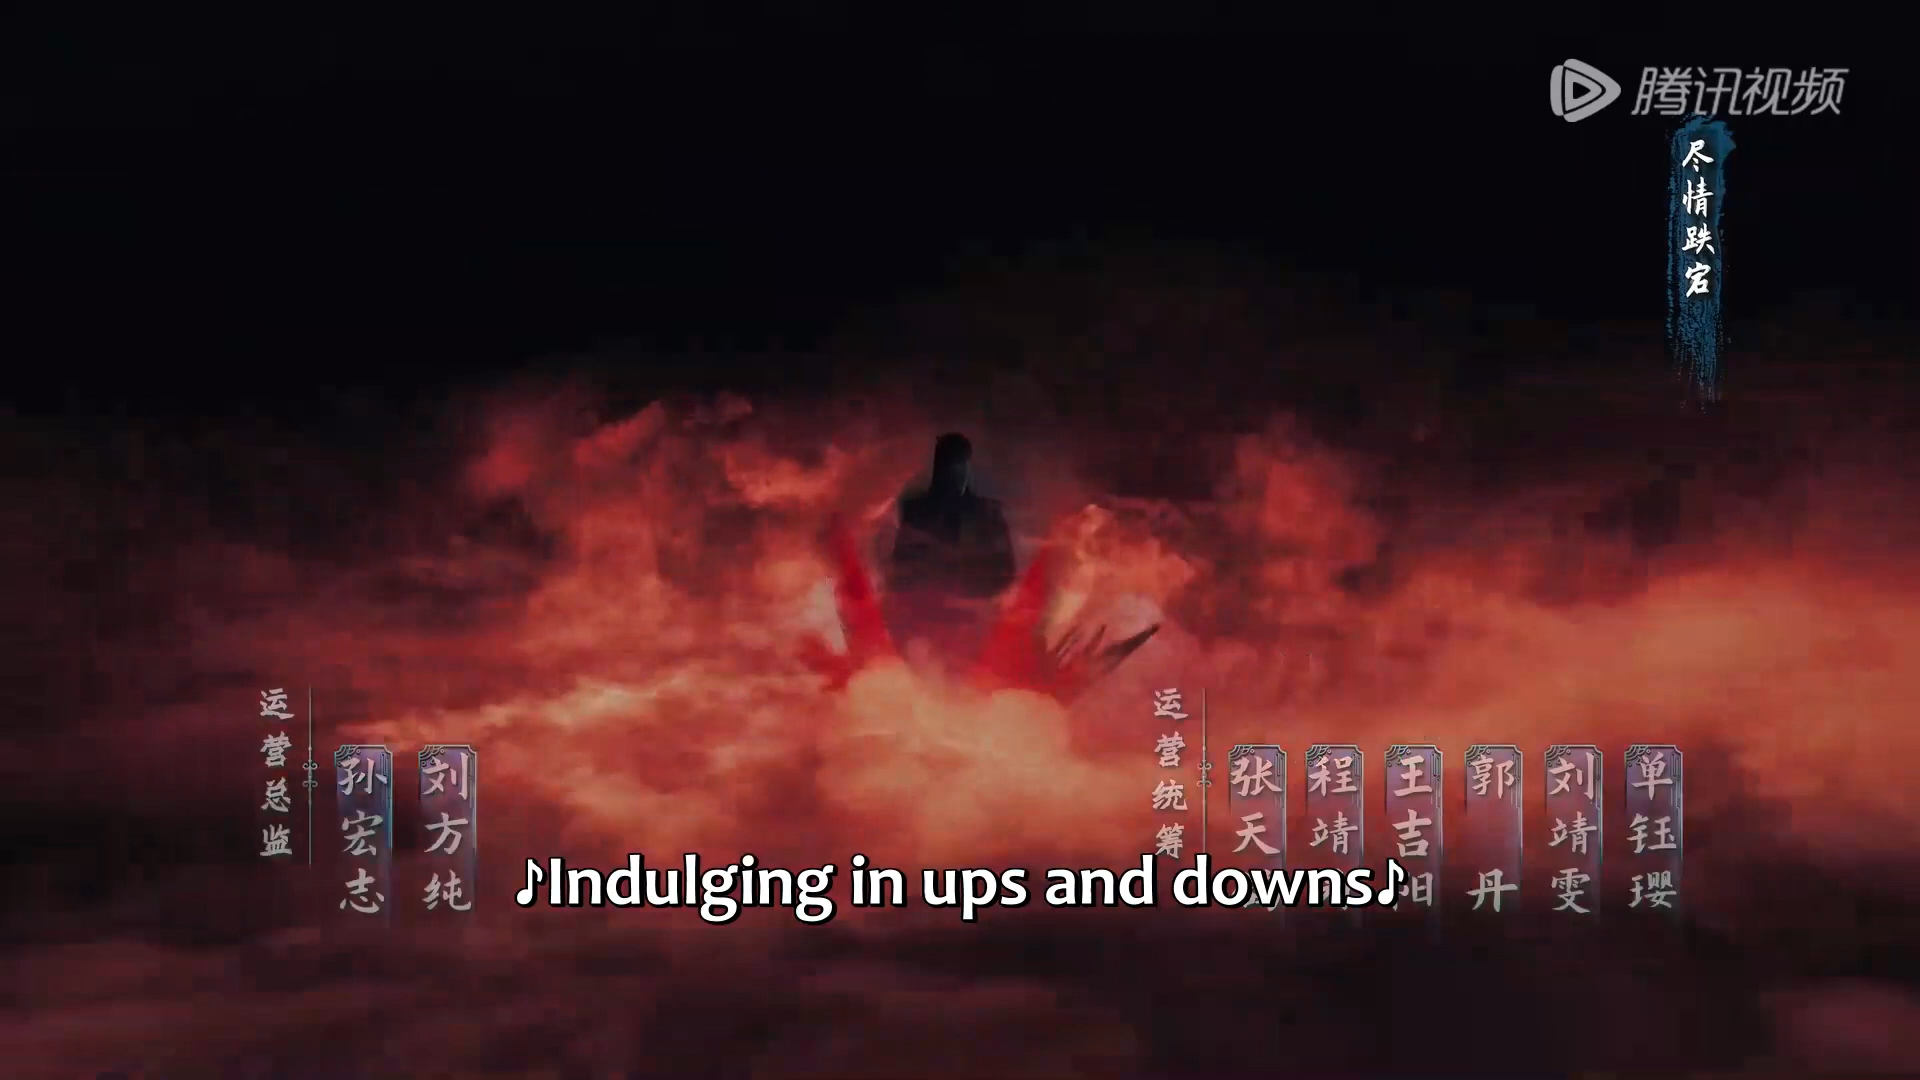 腾讯视频
尽情跌宕
运营总监
孙宏志
刘方纯
运营统筹
张天
程靖
王吉阳
郭丹
刘靖雯
单钰璎
♪Indulging in ups and downs♪